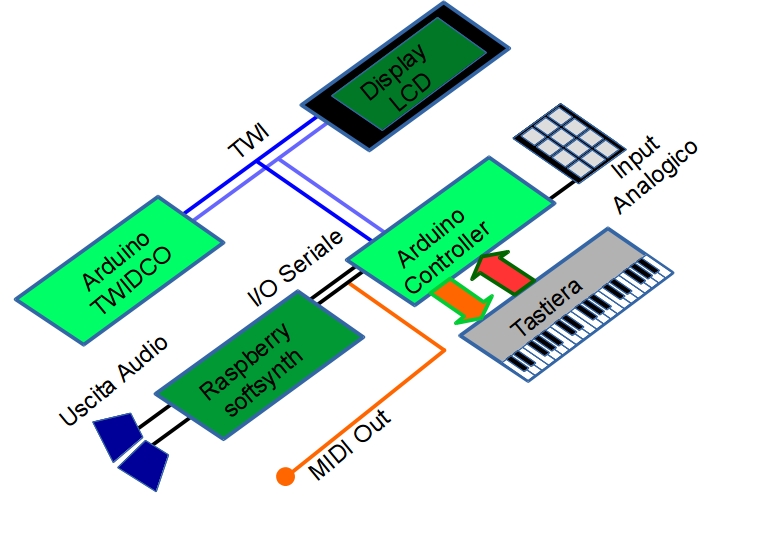 Display
LCD
TWI
Input
Analogico
Arduino
TWIDCO
Arduino
Controller
I/O Seriale
Tastiera
Raspberry
softsynth
Uscita Audio
MIDI Out